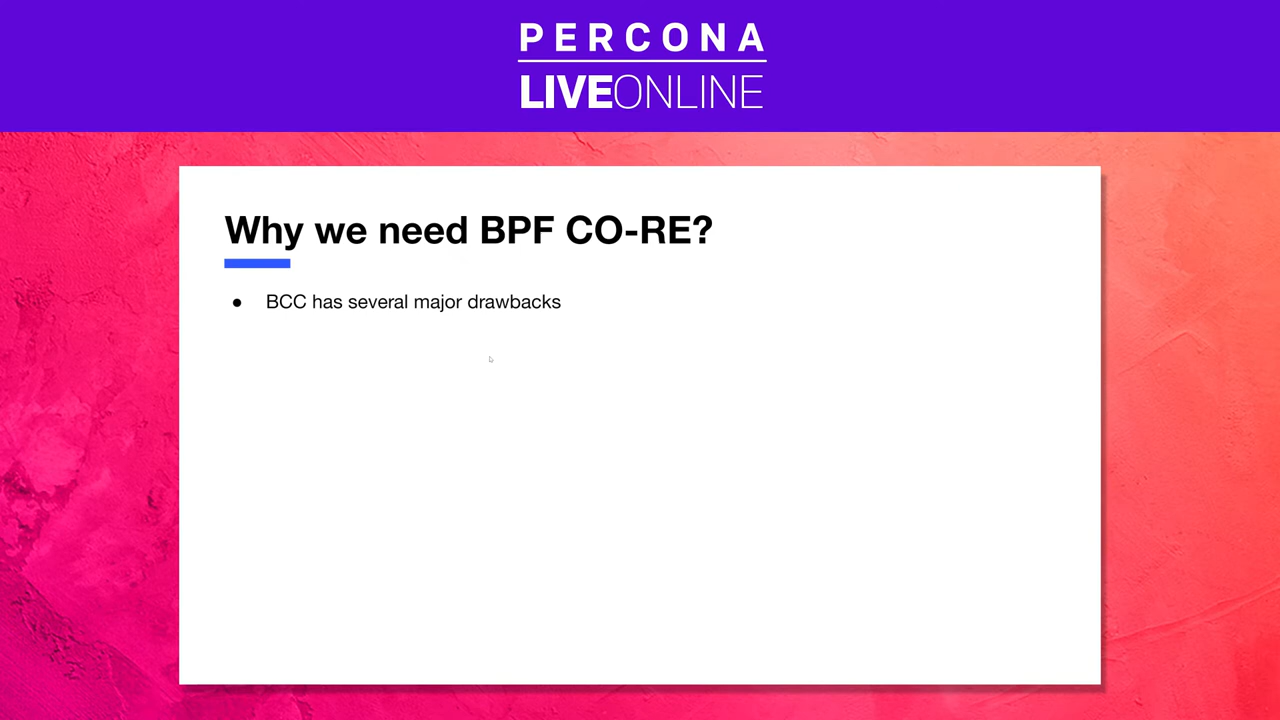 PERCONA
LIVEONLINE
Why we need BPF CO-RE?
● BCC has several major drawbacks